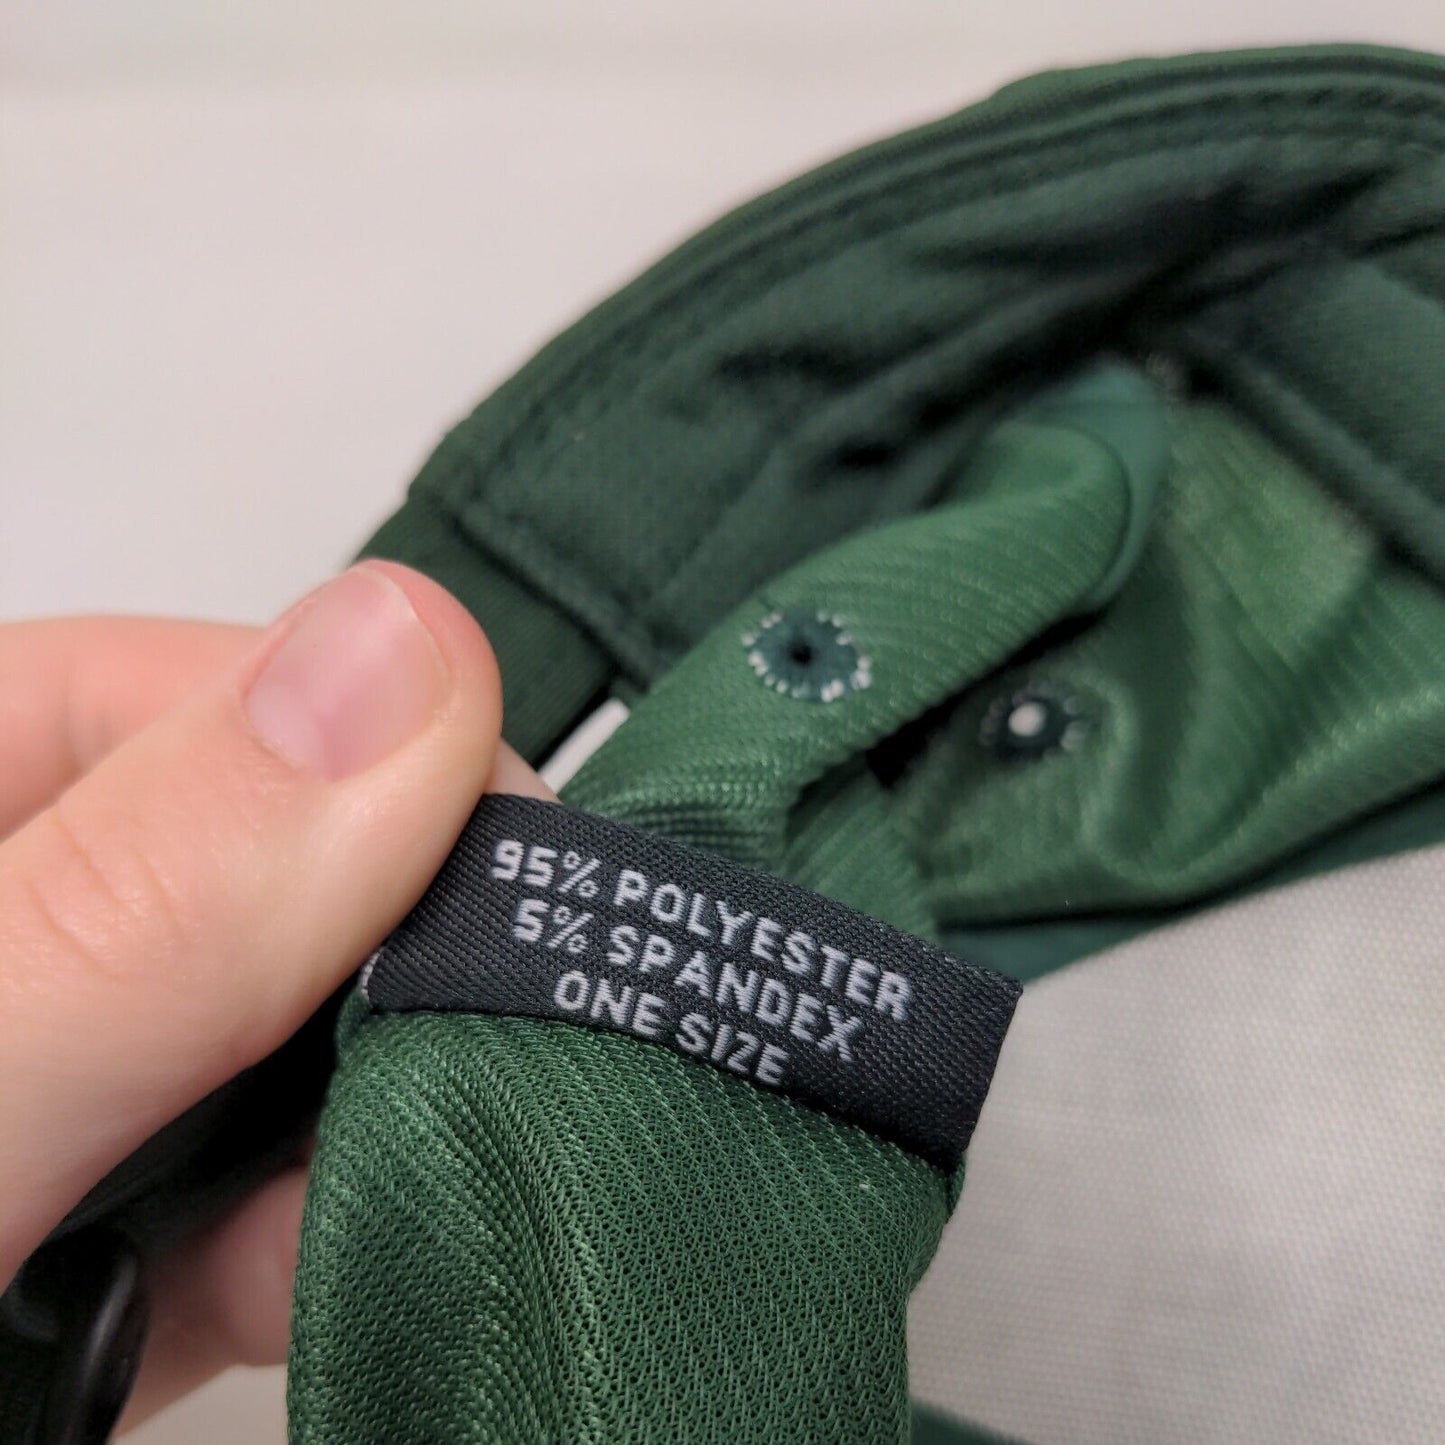 95% POLYESTER
5% SPANDEX
ONE SIZE